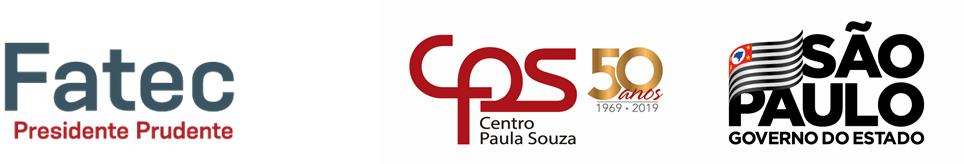 Fatec
Presidente Prudente
cps
Centro
Paula Souza
50
anos
1969 • 2019
SÃO
PAULO
GOVERNO DO ESTADO